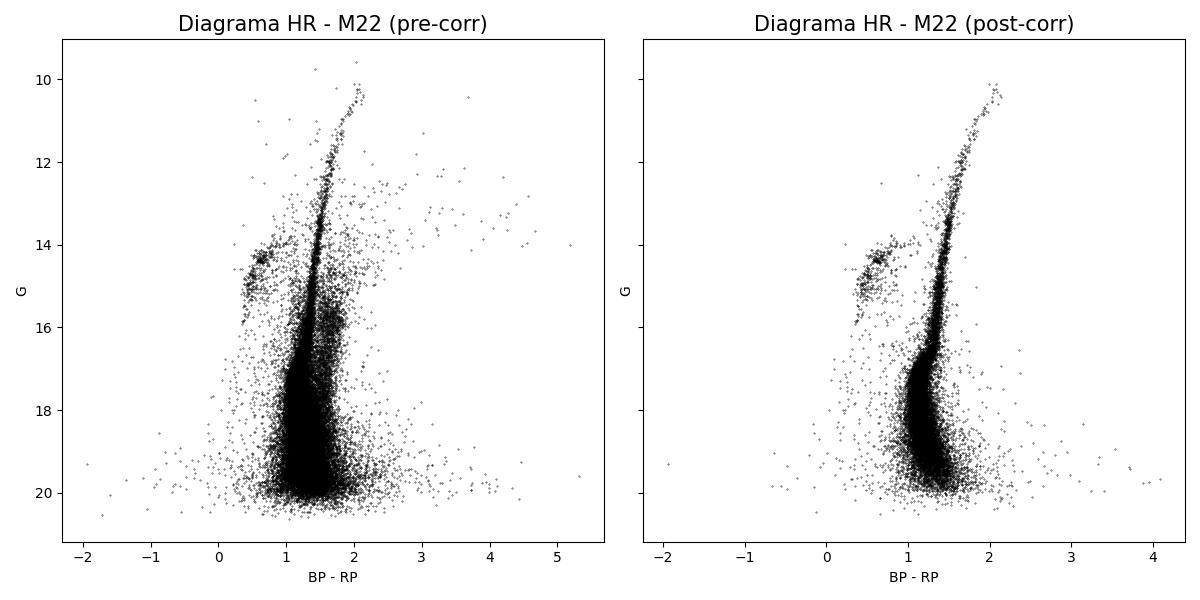 Diagrama HR - M22 (pre-corr)
Diagrama HR - M22 (post-corr)
G
10
12
14
16
18
20
−2 −1 0 1 2 3 4 5
BP - RP
G
−2 −1 0 1 2 3 4
BP - RP